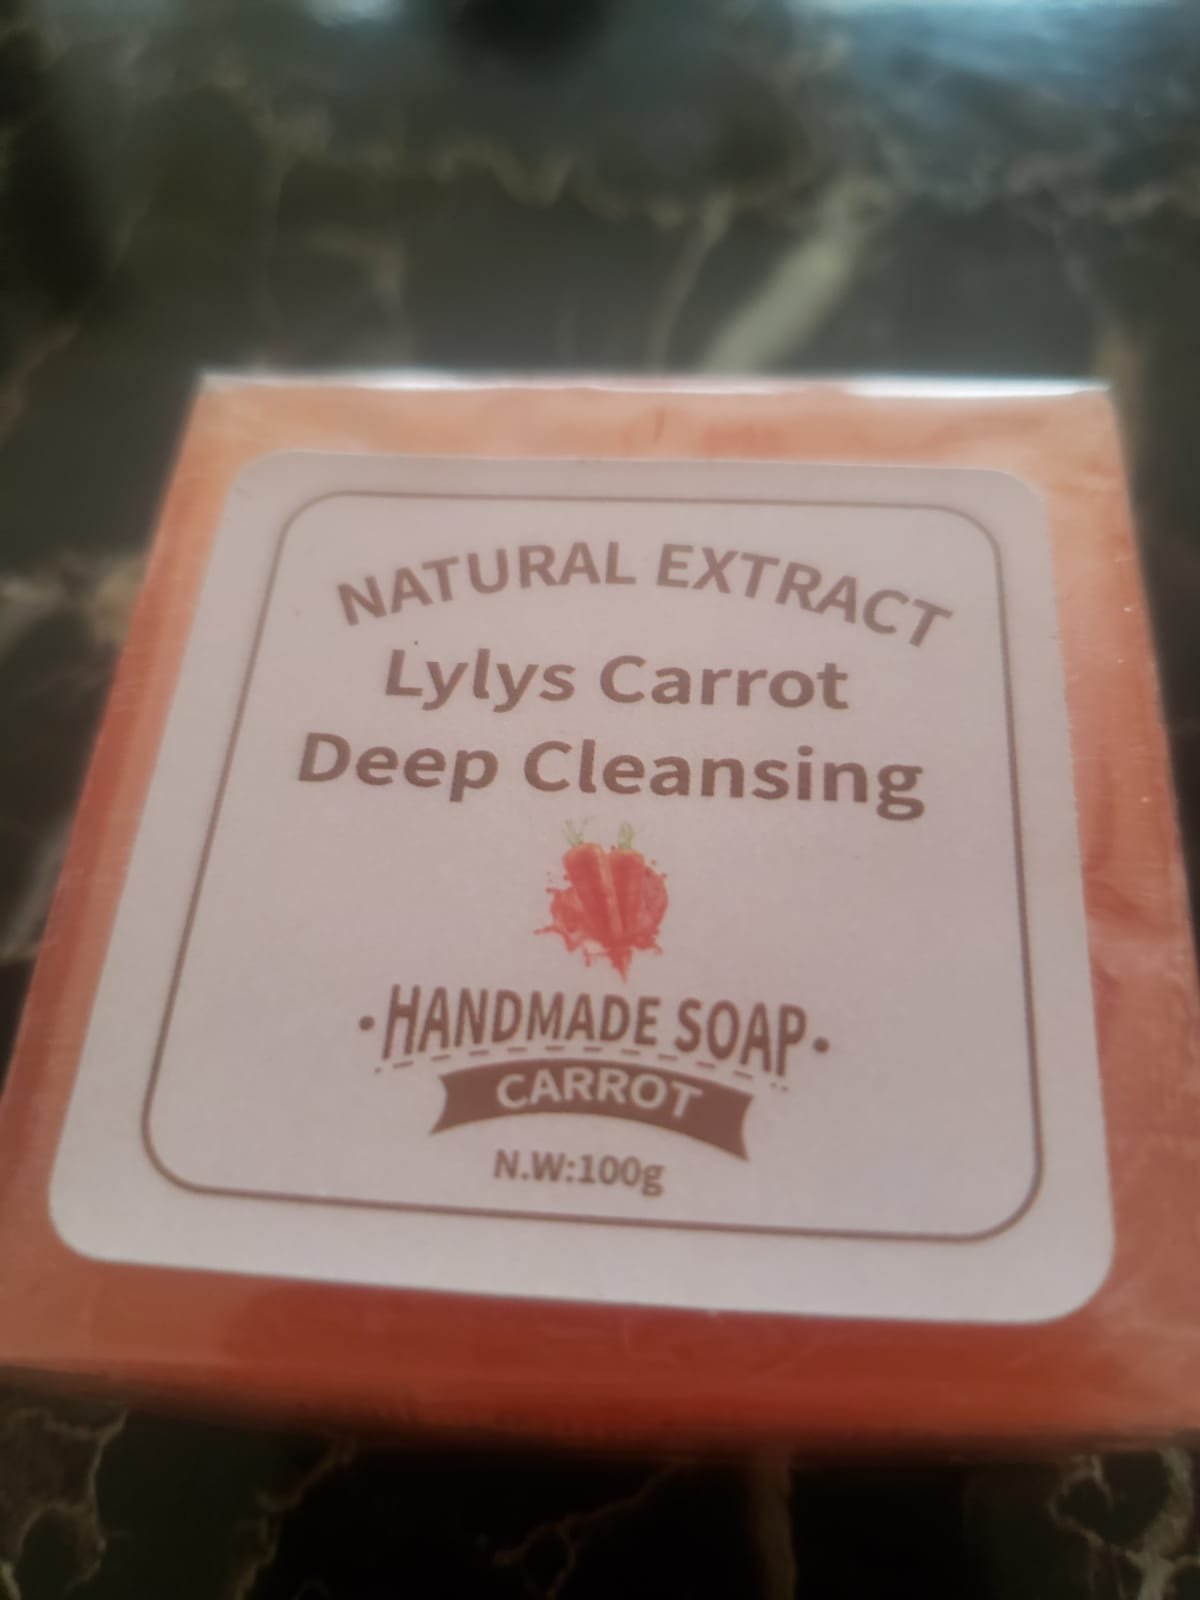 NATURAL EXTRACT
Lylys Carrot
Deep Cleansing
·HANDMADE SOAP·
CARROT
N.W:100g